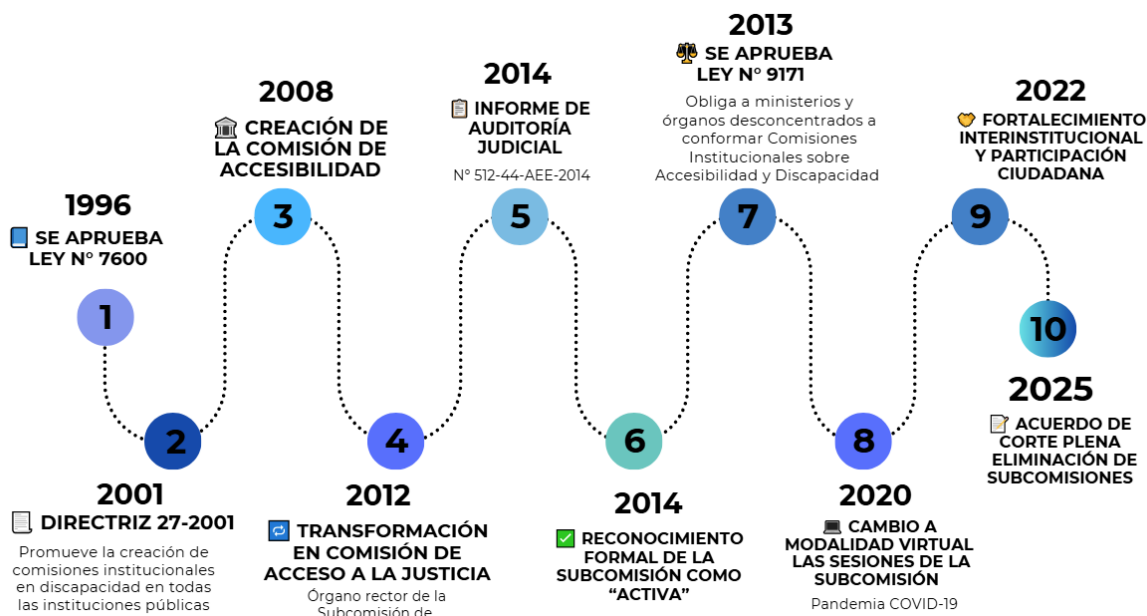 1996
SE APRUEBA
LEY N° 7600
1
2
2001
DIRECTRIZ 27-2001
Promueve la creación de
comisiones institucionales
en discapacidad en todas
las instituciones públicas
2008
CREACIÓN DE
LA COMISIÓN DE
ACCESIBILIDAD
3
4
2012
TRANSFORMACIÓN
EN COMISIÓN DE
ACCESO A LA JUSTICIA
Órgano rector de la
Subcomisión de
2014
INFORME DE
AUDITORÍA
JUDICIAL
N° 512-44-AEE-2014
5
6
2014
RECONOCIMIENTO
FORMAL DE LA
SUBCOMISIÓN COMO
“ACTIVA”
2013
SE APRUEBA
LEY N° 9171
Obliga a ministerios y
órganos desconcentrados a
conformar Comisiones
Institucionales sobre
Accesibilidad y Discapacidad
7
8
2020
CAMBIO A
MODALIDAD VIRTUAL
LAS SESIONES DE LA
SUBCOMISIÓN
Pandemia COVID-19
2022
FORTALECIMIENTO
INTERINSTITUCIONAL
Y PARTICIPACIÓN
CIUDADANA
9
10
2025
ACUERDO DE
CORTE PLENA
ELIMINACIÓN DE
SUBCOMISIONES